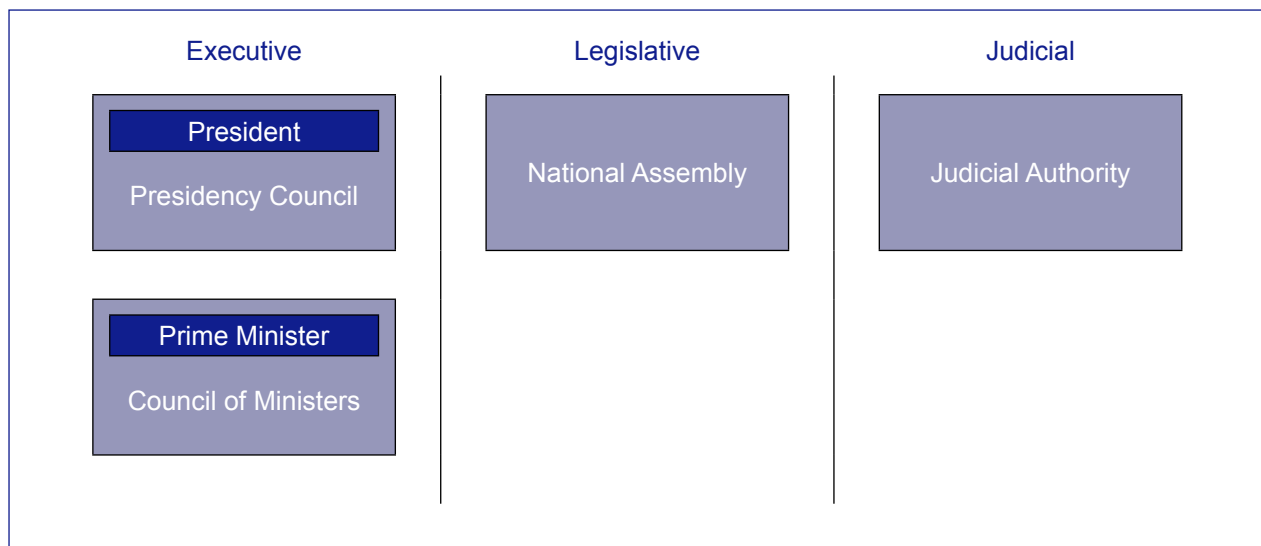 Executive
Legislative
Judicial
President
Presidency Council
National Assembly
Judicial Authority
Prime Minister
Council of Ministers